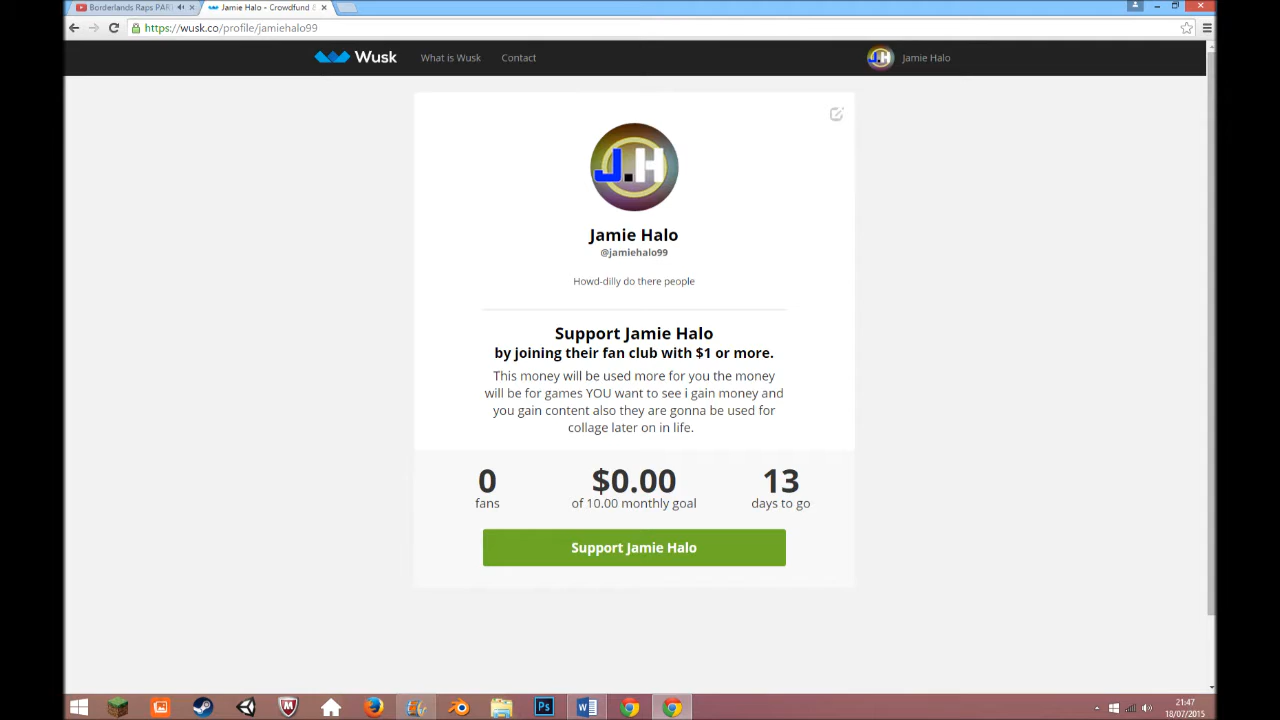 Borderlands Raps PAR
Jamie Halo - Crowdfund &
https://wusk.co/profile/jamiehalo99
Wusk
What is Wusk
Contact
Jamie Halo
J.H
Jamie Halo
@jamiehalo99
Howd-dilly do there people
Support Jamie Halo
by joining their fan club with $1 or more.
This money will be used more for you the money
will be for games YOU want to see i gain money and
you gain content also they are gonna be used for
collage later on in life.
0
fans
$0.00
of 10.00 monthly goal
13
days to go
Support Jamie Halo
Ps
W
21:47
18/07/2015